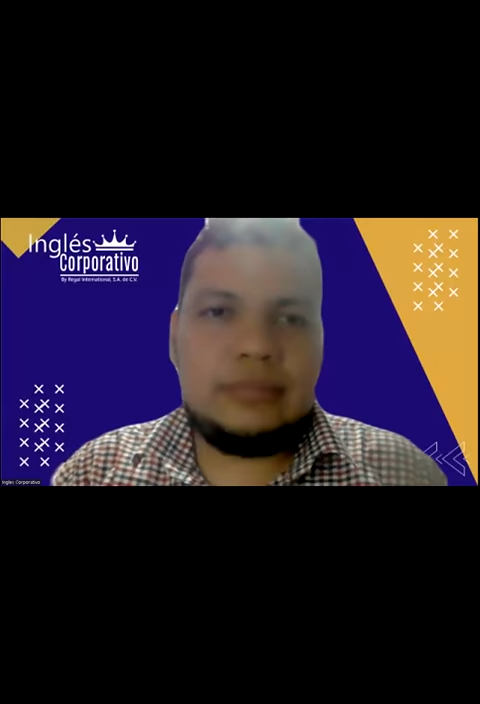 Inglés
Corporativo
By Regal International, S.A. de C.V.
Inglés Corporativo